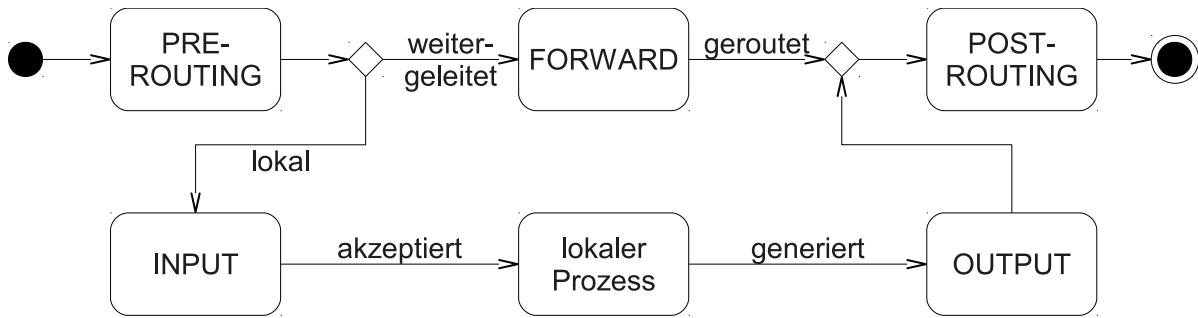 PRE-
ROUTING
weiter-
geleitet
FORWARD
geroutet
POST-
ROUTING
lokal
INPUT
akzeptiert
lokaler
Prozess
generiert
OUTPUT